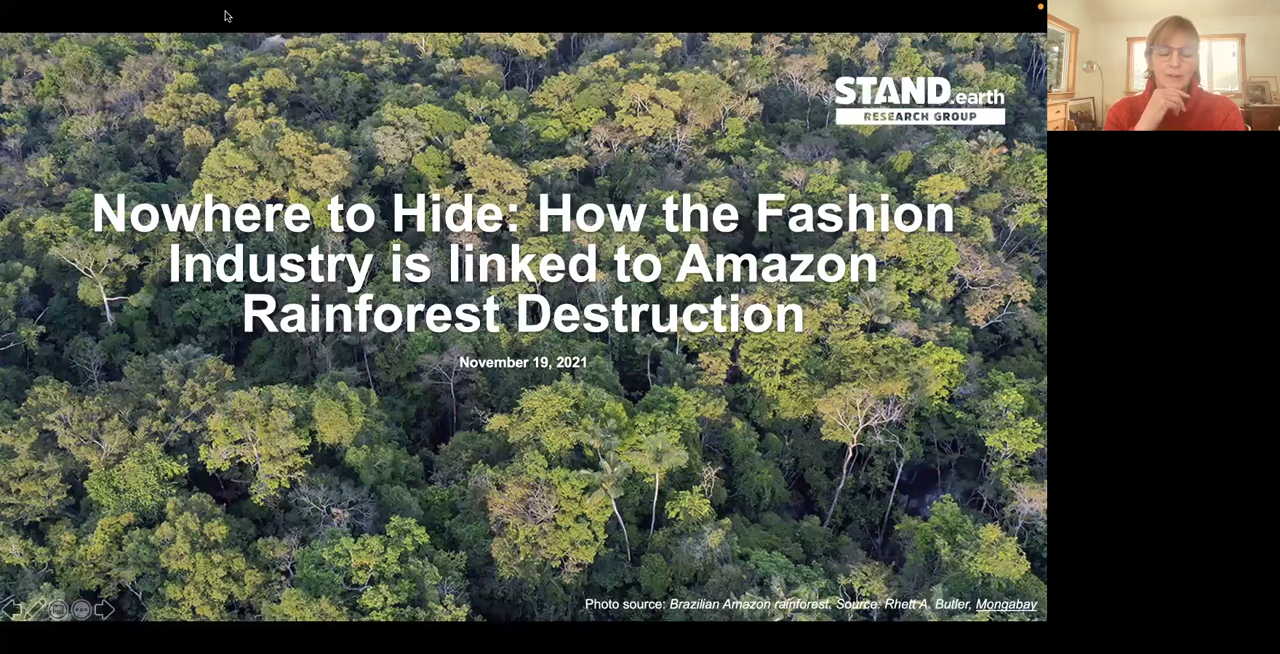 STAND.earth
RESEARCH GROUP
Nowhere to Hide: How the Fashion
Industry is linked to Amazon
Rainforest Destruction
November 19, 2021
Photo source: Brazilian Amazon rainforest. Source: Rhett A. Butler, Mongabay